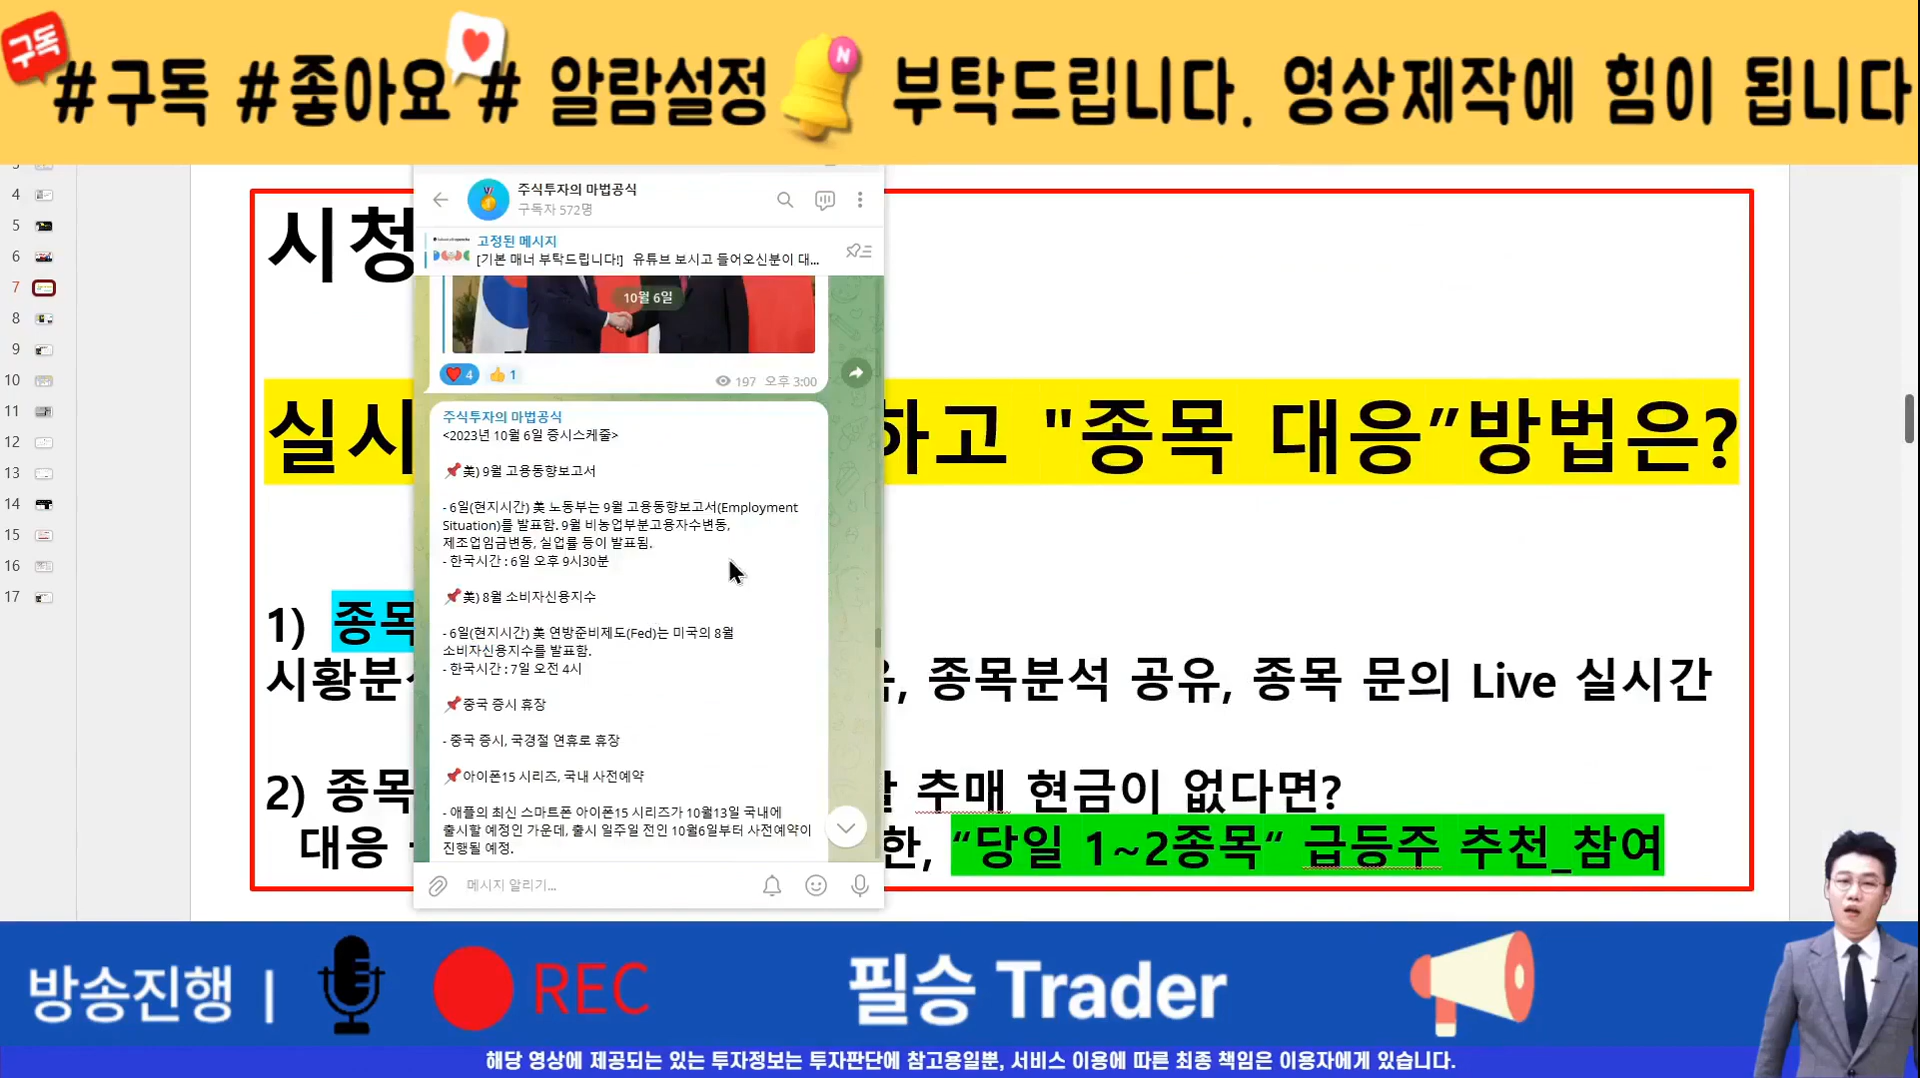 구독
#구독 #좋아요 # 알람설정 N 부탁드립니다. 영상제작에 힘이 됩니다
4
5
6
7
8
9
10
11
12
13
14
15
16
17
시청
실시 하고 "종목 대응”방법은?
1) 종목
시황분 , 종목분석 공유, 종목 문의 Live 실시간
2) 종목 추매 현금이 없다면?
대응 한, “당일 1~2종목“ 급등주 추천_참여
주식투자의 마법공식
구독자 572명
고정된 메시지
[기본 매너 부탁드립니다!] 유튜브 보시고 들어오신분이 대...
10월 6일
4 1
197 오후 3:00
주식투자의 마법공식
<2023년 10월 6일 증시스케줄>
📌美) 9월 고용동향보고서
- 6일(현지시간) 美 노동부는 9월 고용동향보고서(Employment
Situation)를 발표함. 9월 비농업부분고용자수변동,
제조업임금변동, 실업률 등이 발표됨.
- 한국시간 : 6일 오후 9시30분
📌美) 8월 소비자신용지수
- 6일(현지시간) 美 연방준비제도(Fed)는 미국의 8월
소비자신용지수를 발표함.
- 한국시간 : 7일 오전 4시
📌중국 증시 휴장
- 중국 증시, 국경절 연휴로 휴장
📌아이폰15 시리즈, 국내 사전예약
- 애플의 최신 스마트폰 아이폰15 시리즈가 10월13일 국내에
출시할 예정인 가운데, 출시 일주일 전인 10월6일부터 사전예약이
진행될 예정.
메시지 알리기...
방송진행 | REC 필승 Trader
해당 영상에 제공되는 있는 투자정보는 투자판단에 참고용일뿐, 서비스 이용에 따른 최종 책임은 이용자에게 있습니다.